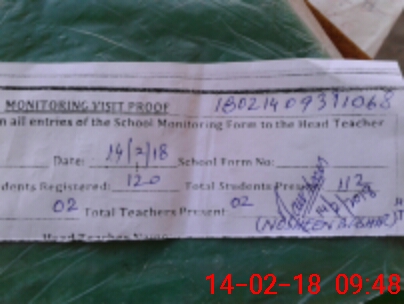 MONITORING VISIT PROOF 18021409311068
n all entries of the School Monitoring Form to the Head Teacher
Date: 14/2/18 School Form No:
dents Registered: 120 Total Students Present 112
02 Total Teachers Present 02
Head Teacher Name
14-02-18 09:48